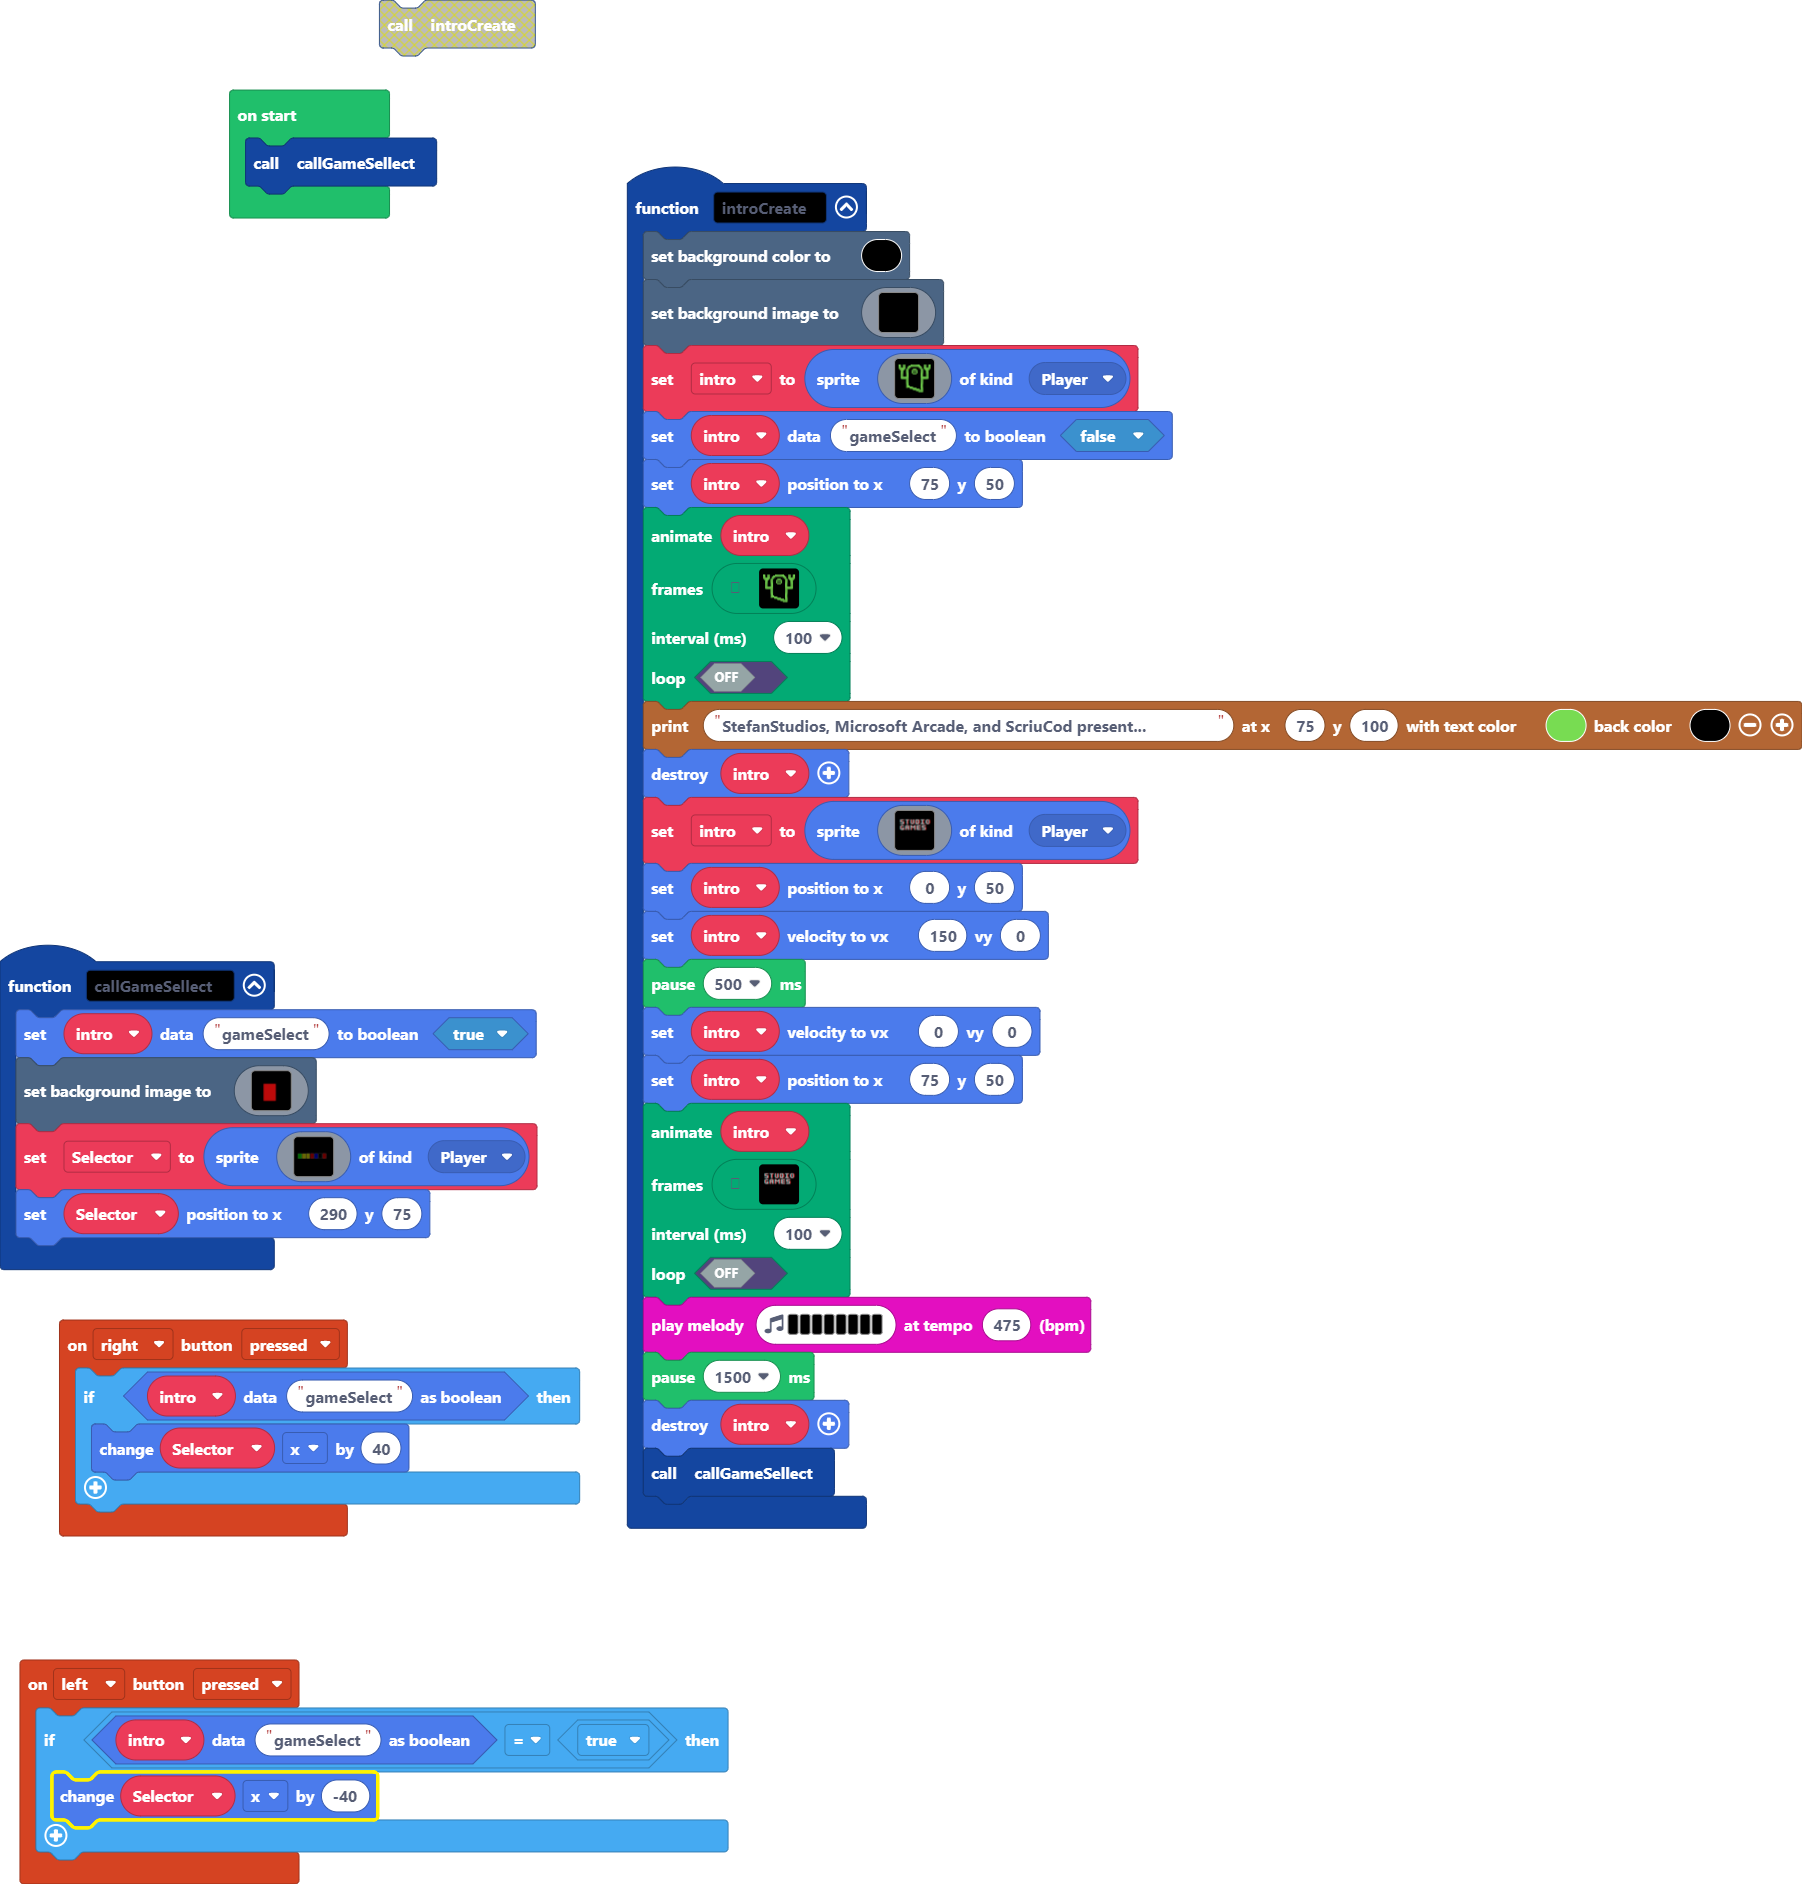 call introCreate
on start
call callGameSellect
function introCreate
set background color to
set background image to
set intro to sprite of kind Player
set intro data "gameSelect" to boolean false
set intro position to x 75 y 50
animate intro
frames
interval (ms) 100
loop OFF
print "StefanStudios, Microsoft Arcade, and ScriuCod present..." at x 75 y 100 with text color back color
destroy intro
set intro to sprite STUDIO GAMES of kind Player
set intro position to x 0 y 50
set intro velocity to vx 150 vy 0
pause 500 ms
set intro velocity to vx 0 vy 0
set intro position to x 75 y 50
animate intro
frames STUDIO GAMES
interval (ms) 100
loop OFF
play melody at tempo 475 (bpm)
pause 1500 ms
destroy intro
call callGameSellect
function callGameSellect
set intro data "gameSelect" to boolean true
set background image to
set Selector to sprite of kind Player
set Selector position to x 290 y 75
on right button pressed
if intro data "gameSelect" as boolean then
change Selector x by 40
on left button pressed
if intro data "gameSelect" as boolean = true then
change Selector x by -40